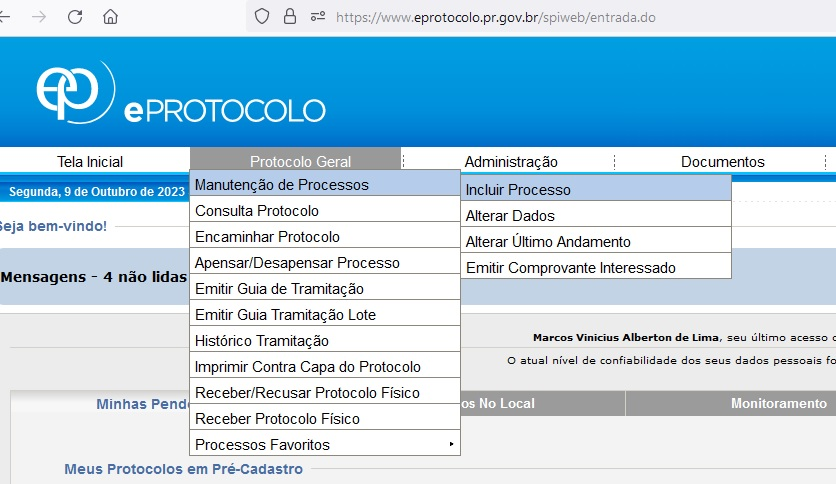 https://www.eprotocolo.pr.gov.br/spiweb/entrada.do
ep ePROTOCOLO
Tela Inicial Protocolo Geral Administração Documentos
Segunda, 9 de Outubro de 2023
Manutenção de Processos
Consulta Protocolo
Encaminhar Protocolo
Apensar/Desapensar Processo
Emitir Guia de Tramitação
Emitir Guia Tramitação Lote
Histórico Tramitação
Imprimir Contra Capa do Protocolo
Receber/Recusar Protocolo Físico
Receber Protocolo Físico
Processos Favoritos
Incluir Processo
Alterar Dados
Alterar Último Andamento
Emitir Comprovante Interessado
Seja bem-vindo!
Mensagens - 4 não lidas
Marcos Vinicius Alberton de Lima, seu último acesso
O atual nível de confiabilidade dos seus dados pessoais
Minhas No Local Monitoramento
Meus Protocolos em Pré-Cadastro